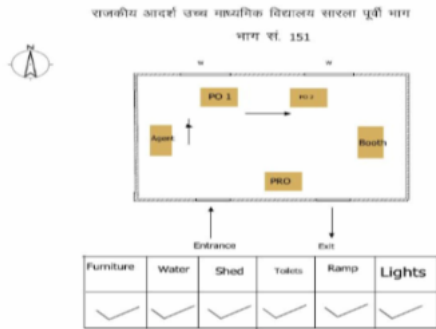 राजकीय आदर्श उच्च माध्यमिक विद्यालय सारला पूर्वी भाग
भाग सं. 151
N
W W
PO 1 PO 2
Agent Booth
PRO
Entrance Exit
Furniture Water Shed Toilets Ramp Lights